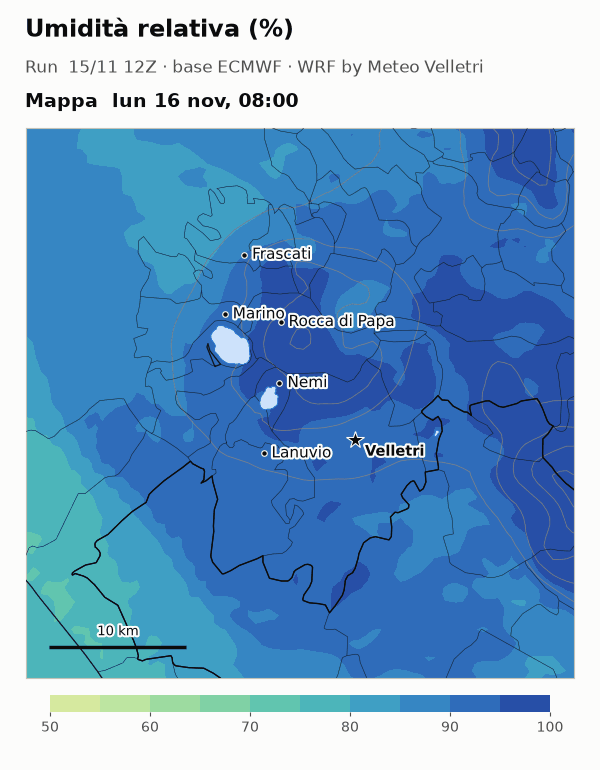 Umidità relativa (%)
Run  15/11 12Z · base ECMWF · WRF by Meteo Velletri
Mappa  lun 16 nov, 08:00
Frascati
Marino
Rocca di Papa
Nemi
Velletri
Lanuvio
10 km
50 60 70 80 90 100